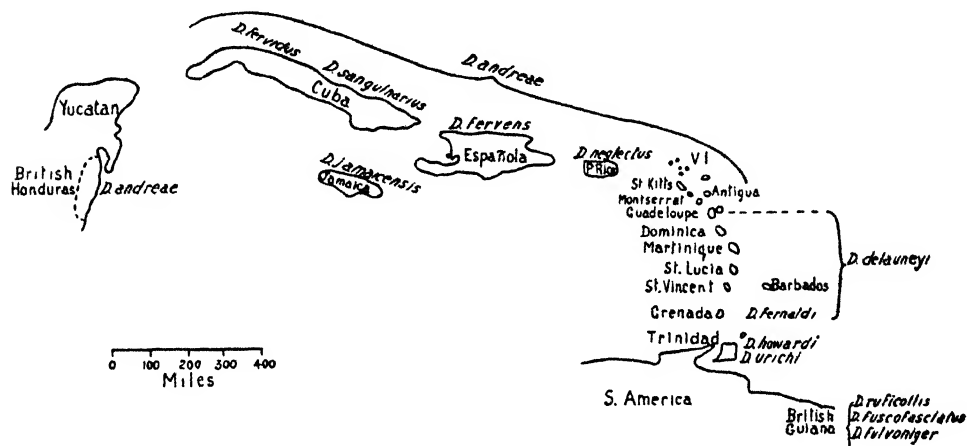 D. fervidus
D. sanguinarius
Cuba
D. andreae
Yucatan
British
Honduras
D. andreae
D. Jamaicensis
Jamaica
D. fervens
Española
D. neglectus
P Rico
V I
St Kitts
Antigua
Montserrat
Guadeloupe
Dominica
Martinique
St. Lucia
St. Vincent
Barbados
Grenada
D. fernaldi
D. delauneyi
Trinidad
D. howardi
D. urichi
0 100 200 300 400
Miles
S. America
British
Guiana
D. ruficollis
D. fuscofasciatus
D. fulvoniger